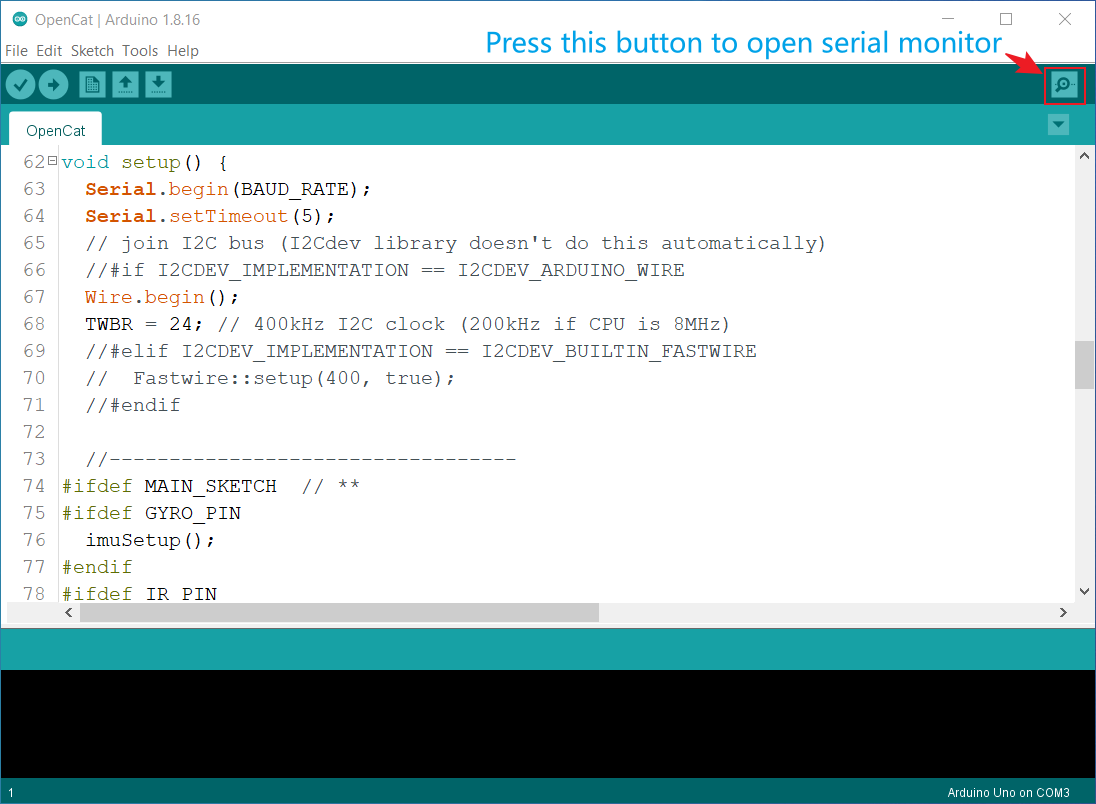 OpenCat | Arduino 1.8.16
File Edit Sketch Tools Help
Press this button to open serial monitor
OpenCat
62 void setup() {
63   Serial.begin(BAUD_RATE);
64   Serial.setTimeout(5);
65   // join I2C bus (I2Cdev library doesn't do this automatically)
66   //#if I2CDEV_IMPLEMENTATION == I2CDEV_ARDUINO_WIRE
67   Wire.begin();
68   TWBR = 24; // 400kHz I2C clock (200kHz if CPU is 8MHz)
69   //#elif I2CDEV_IMPLEMENTATION == I2CDEV_BUILTIN_FASTWIRE
70   //  Fastwire::setup(400, true);
71   //#endif
72
73   //----------------------------------
74 #ifdef MAIN_SKETCH  // **
75 #ifdef GYRO_PIN
76   imuSetup();
77 #endif
78 #ifdef IR_PIN
1
Arduino Uno on COM3